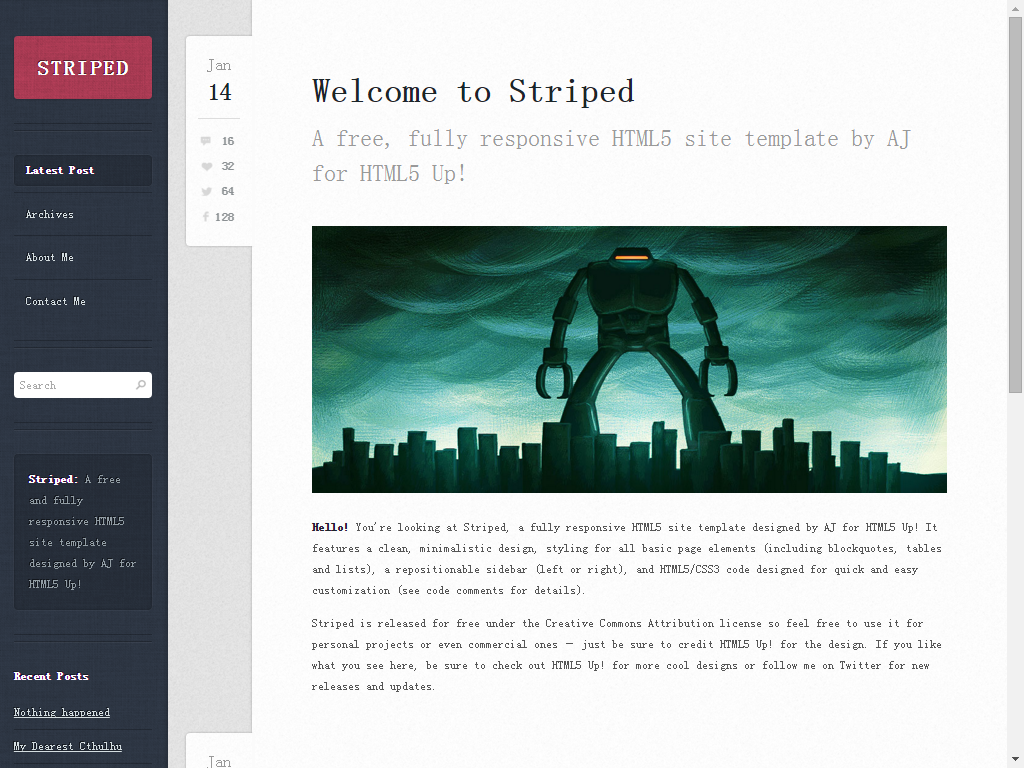 STRIPED
Latest Post
Archives
About Me
Contact Me
Search
Striped: A free
and fully
responsive HTML5
site template
designed by AJ for
HTML5 Up!
Recent Posts
Nothing happened
My Dearest Cthulhu
Jan
14
16
32
64
128
Jan
Welcome to Striped
A free, fully responsive HTML5 site template by AJ
for HTML5 Up!
Hello! You're looking at Striped, a fully responsive HTML5 site template designed by AJ for HTML5 Up! It
features a clean, minimalistic design, styling for all basic page elements (including blockquotes, tables
and lists), a repositionable sidebar (left or right), and HTML5/CSS3 code designed for quick and easy
customization (see code comments for details).
Striped is released for free under the Creative Commons Attribution license so feel free to use it for
personal projects or even commercial ones — just be sure to credit HTML5 Up! for the design. If you like
what you see here, be sure to check out HTML5 Up! for more cool designs or follow me on Twitter for new
releases and updates.